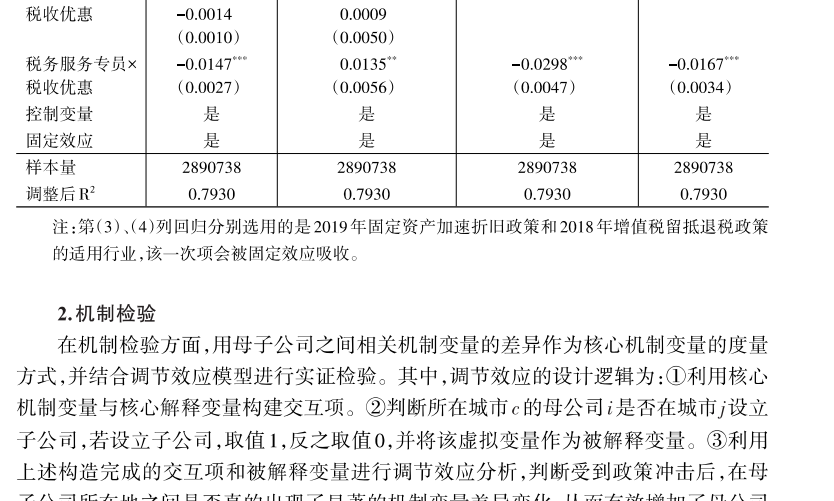 税收优惠 −0.0014 0.0009
(0.0010) (0.0050)
税务服务专员× −0.0147*** 0.0135** −0.0298*** −0.0167***
税收优惠 (0.0027) (0.0056) (0.0047) (0.0034)
控制变量 是 是 是 是
固定效应 是 是 是 是
样本量 2890738 2890738 2890738 2890738
调整后R² 0.7930 0.7930 0.7930 0.7930
注:第(3)、(4)列回归分别选用的是2019年固定资产加速折旧政策和2018年增值税留抵退税政策
的适用行业,该一次项会被固定效应吸收。
2.机制检验
在机制检验方面,用母子公司之间相关机制变量的差异作为核心机制变量的度量
方式,并结合调节效应模型进行实证检验。其中,调节效应的设计逻辑为:①利用核心
机制变量与核心解释变量构建交互项。②判断所在城市c的母公司i是否在城市j设立
子公司,若设立子公司,取值1,反之取值0,并将该虚拟变量作为被解释变量。③利用
上述构造完成的交互项和被解释变量进行调节效应分析,判断受到政策冲击后,在母